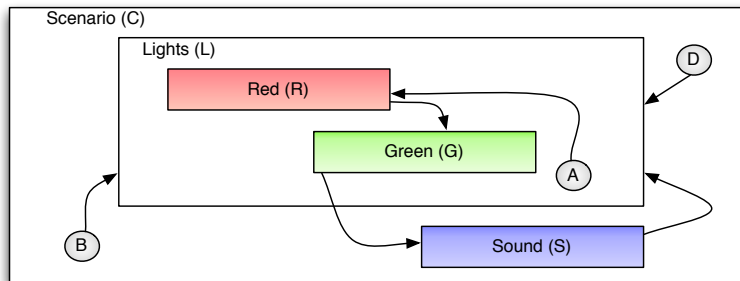 Scenario (C)
Lights (L)
D
Red (R)
Green (G)
A
B
Sound (S)